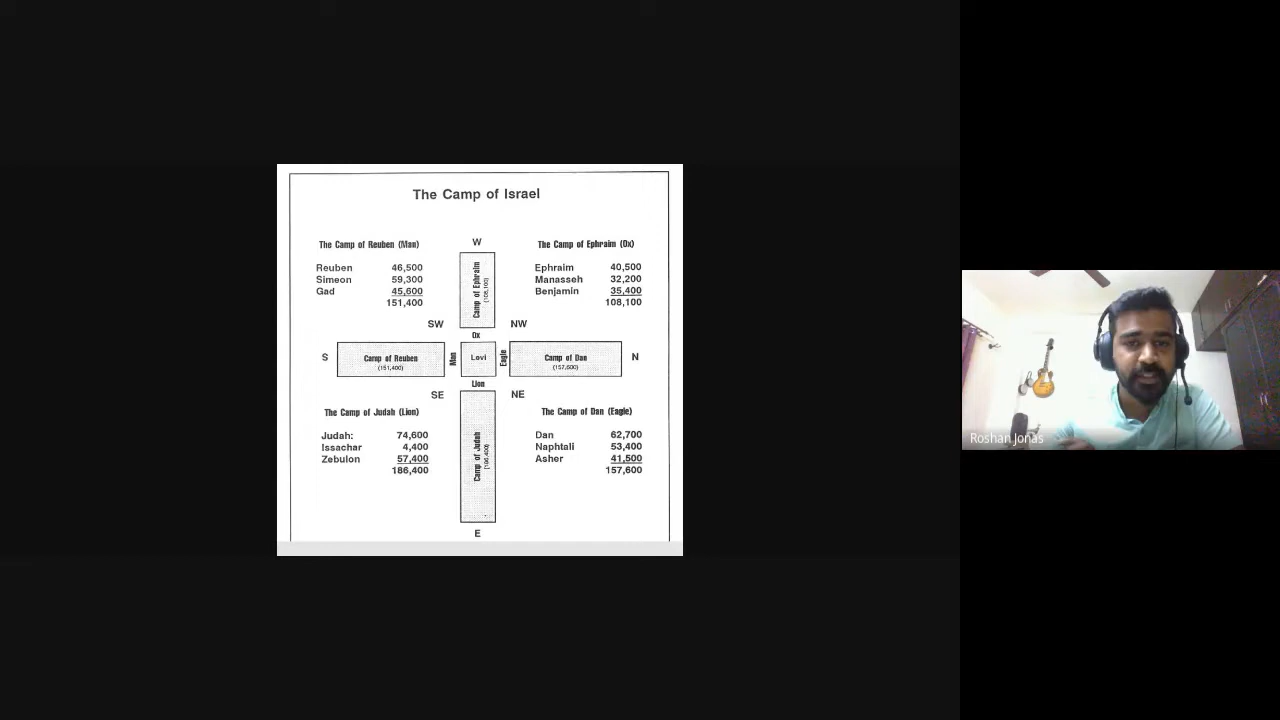 The Camp of Israel
The Camp of Reuben (Man)
Reuben 46,500
Simeon 59,300
Gad 45,600
151,400
W
The Camp of Ephraim (Ox)
Ephraim 40,500
Manasseh 32,200
Benjamin 35,400
108,100
Camp of Ephraim
(108,100)
SW
NW
Ox
S
Camp of Reuben
(151,400)
Man
Levi
Eagle
Camp of Dan
(157,600)
N
Lion
SE
NE
The Camp of Judah (Lion)
Judah: 74,600
Issachar 4,400
Zebulon 57,400
186,400
Camp of Judah
(186,400)
The Camp of Dan (Eagle)
Dan 62,700
Naphtali 53,400
Asher 41,500
157,600
E
Roshan Jonas